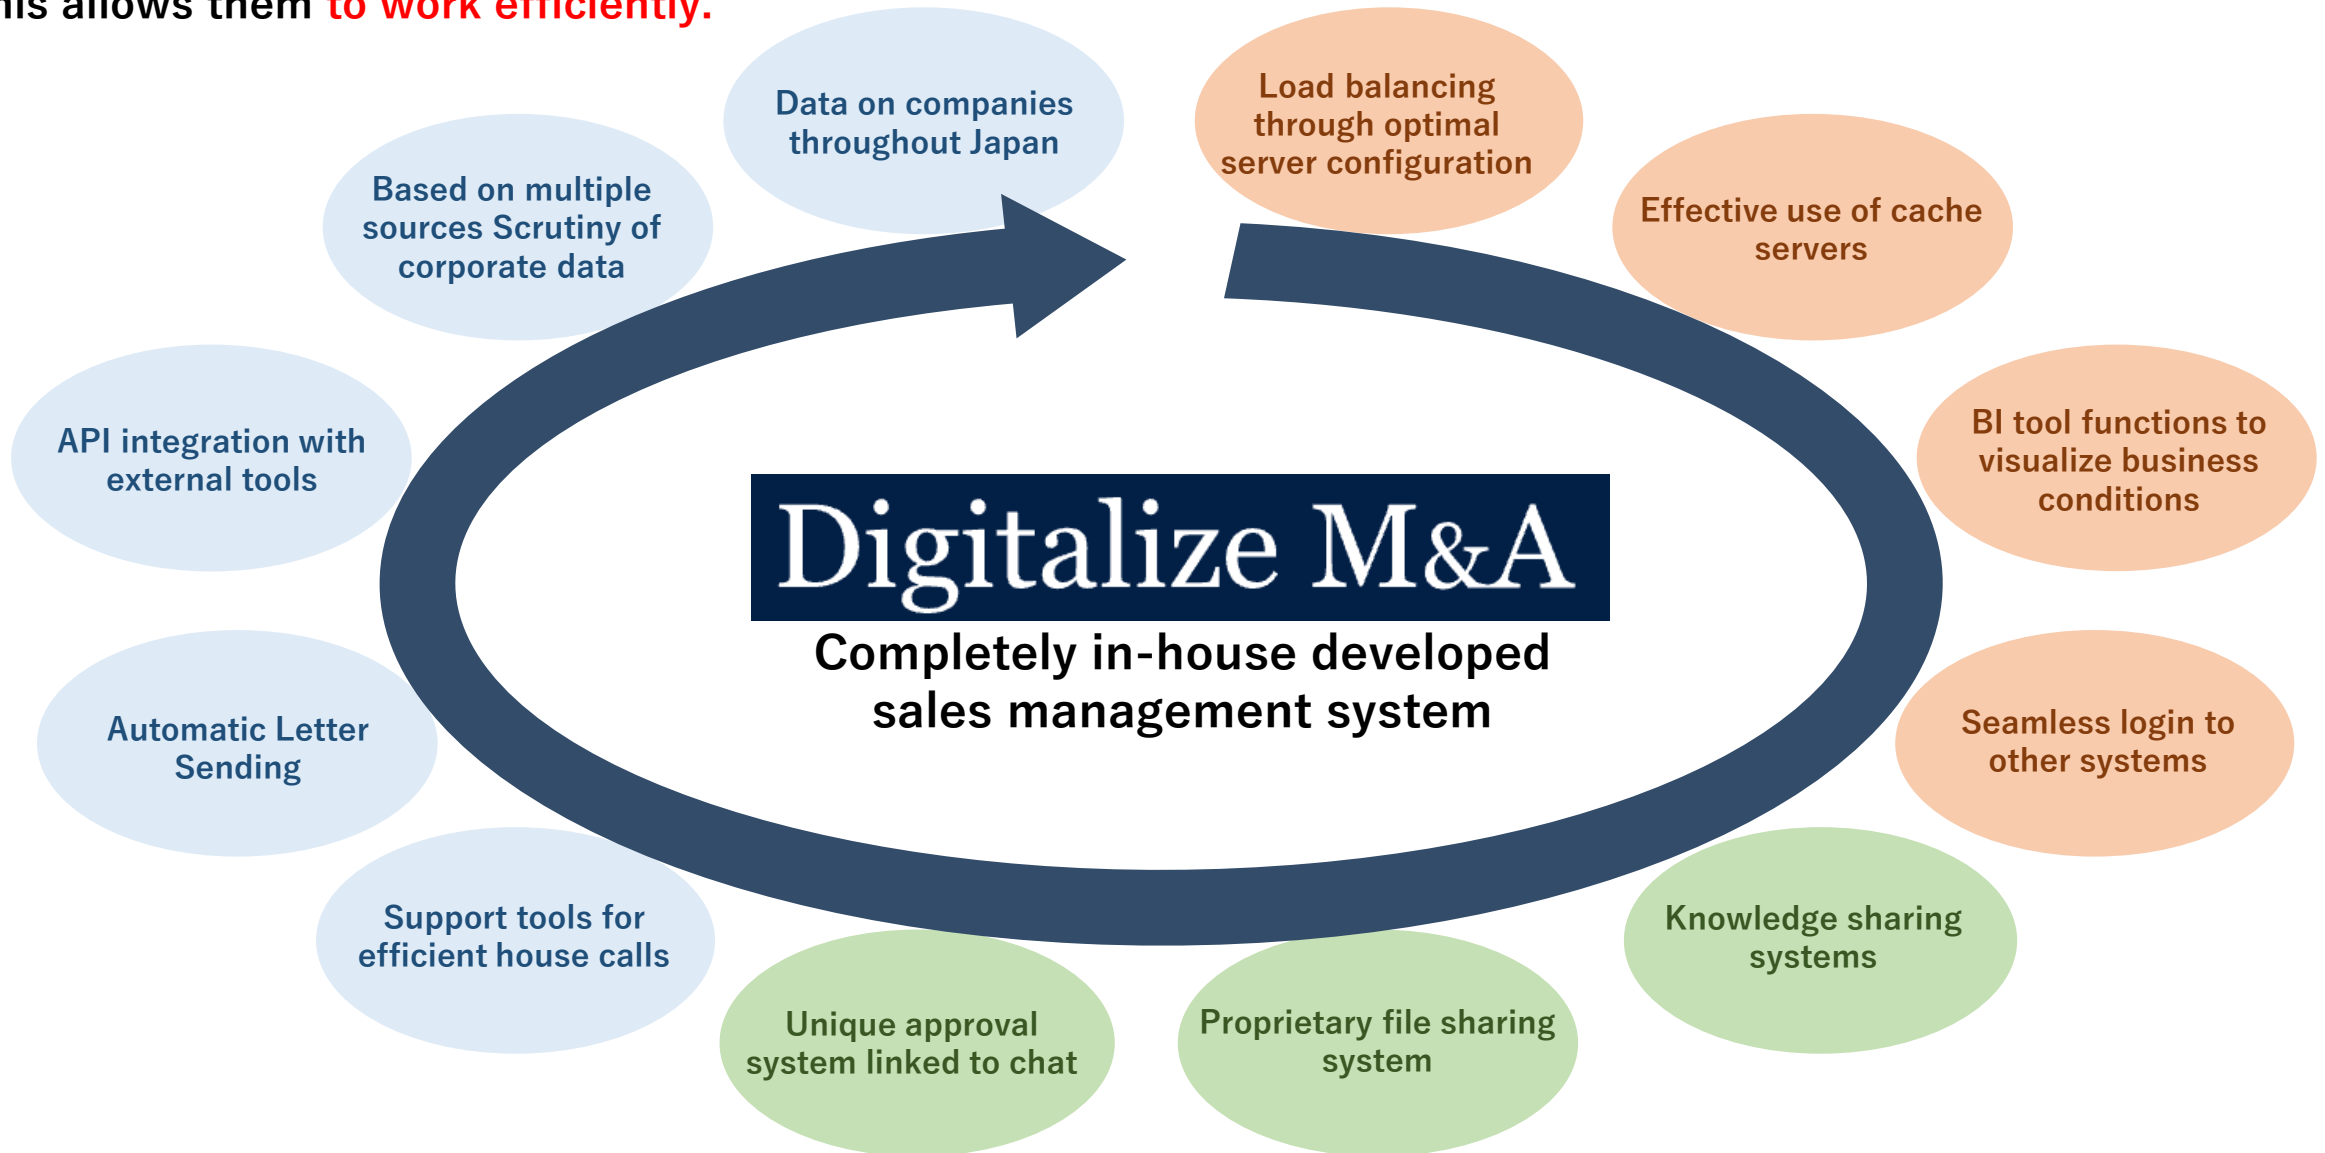 his allows them to work efficiently.
Data on companies
throughout Japan
Load balancing
through optimal
server configuration
Based on multiple
sources Scrutiny of
corporate data
Effective use of cache
servers
API integration with
external tools
BI tool functions to
visualize business
conditions
Digitalize M&A
Completely in-house developed
sales management system
Automatic Letter
Sending
Seamless login to
other systems
Support tools for
efficient house calls
Knowledge sharing
systems
Unique approval
system linked to chat
Proprietary file sharing
system